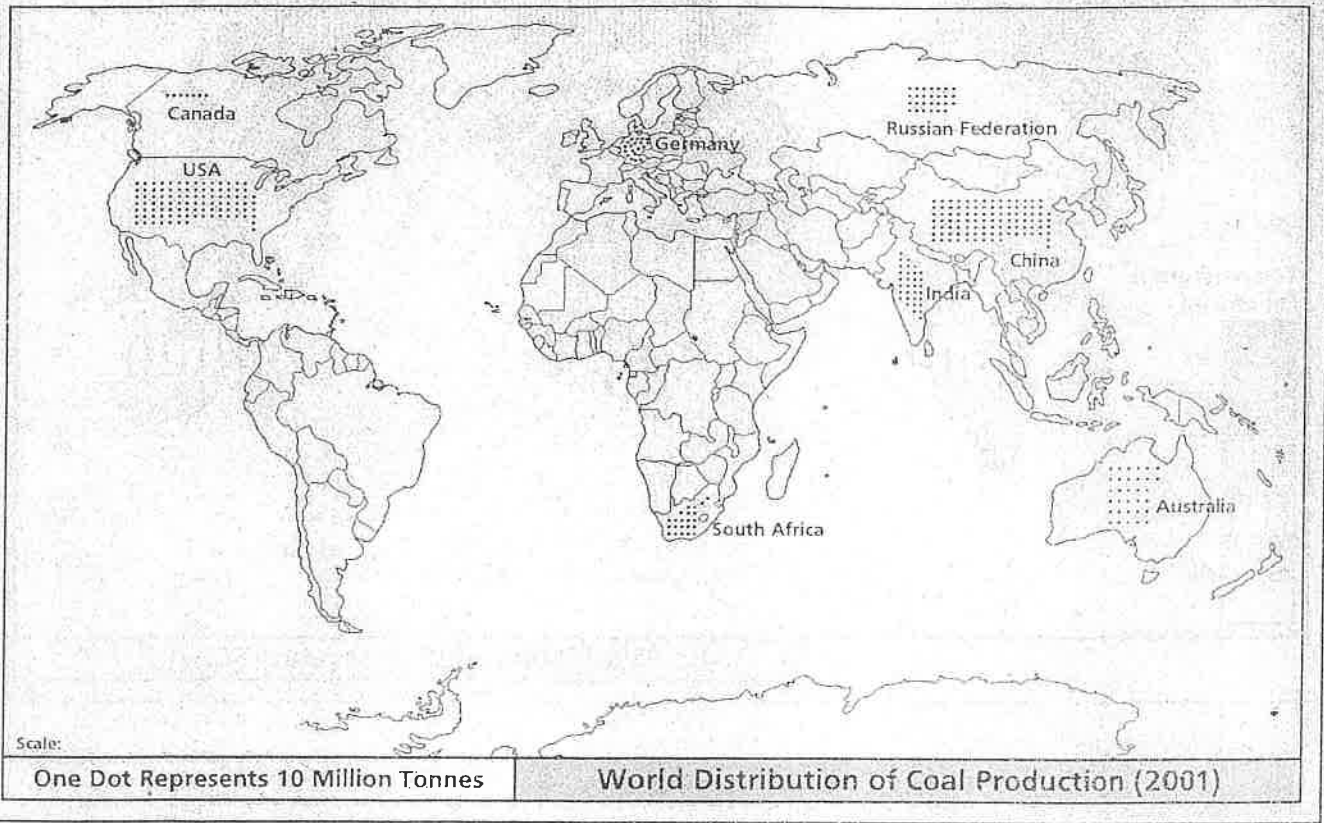 Canada
Russian Federation
Germany
USA
China
India
Australia
South Africa
Scale:
One Dot Represents 10 Million Tonnes
World Distribution of Coal Production (2001)